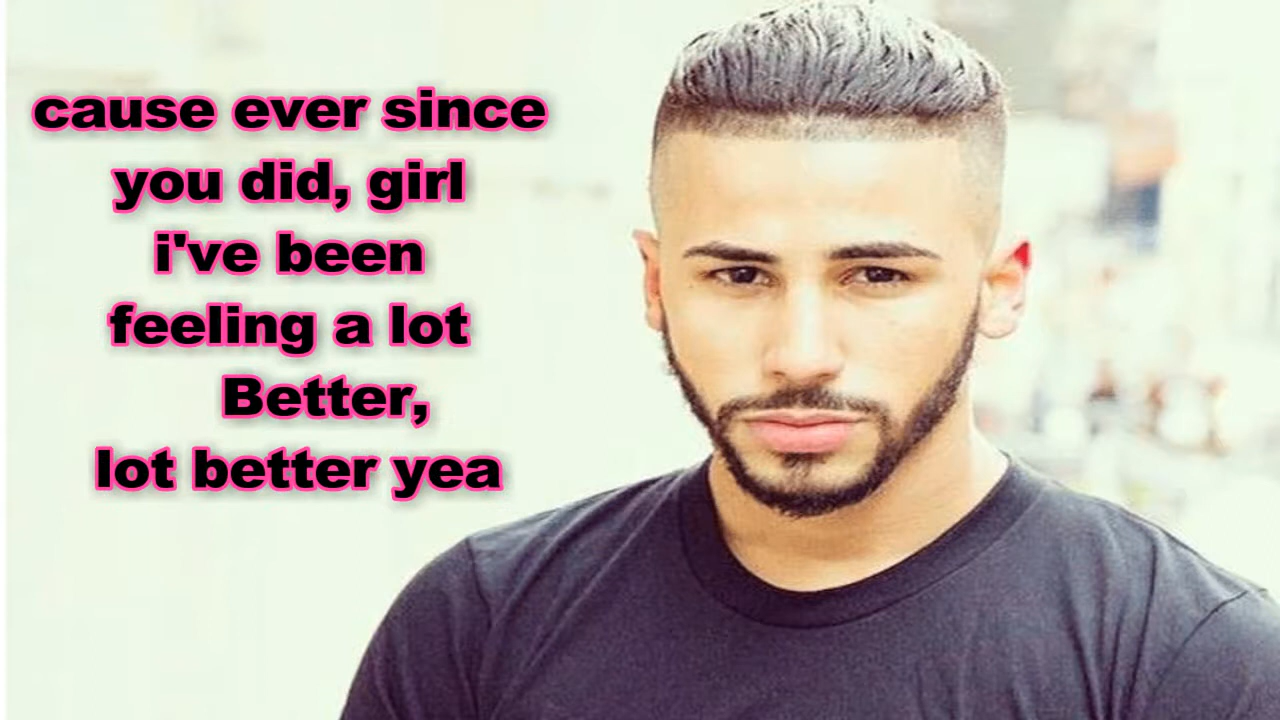 cause ever since
you did, girl
i've been
feeling a lot
Better,
lot better yea